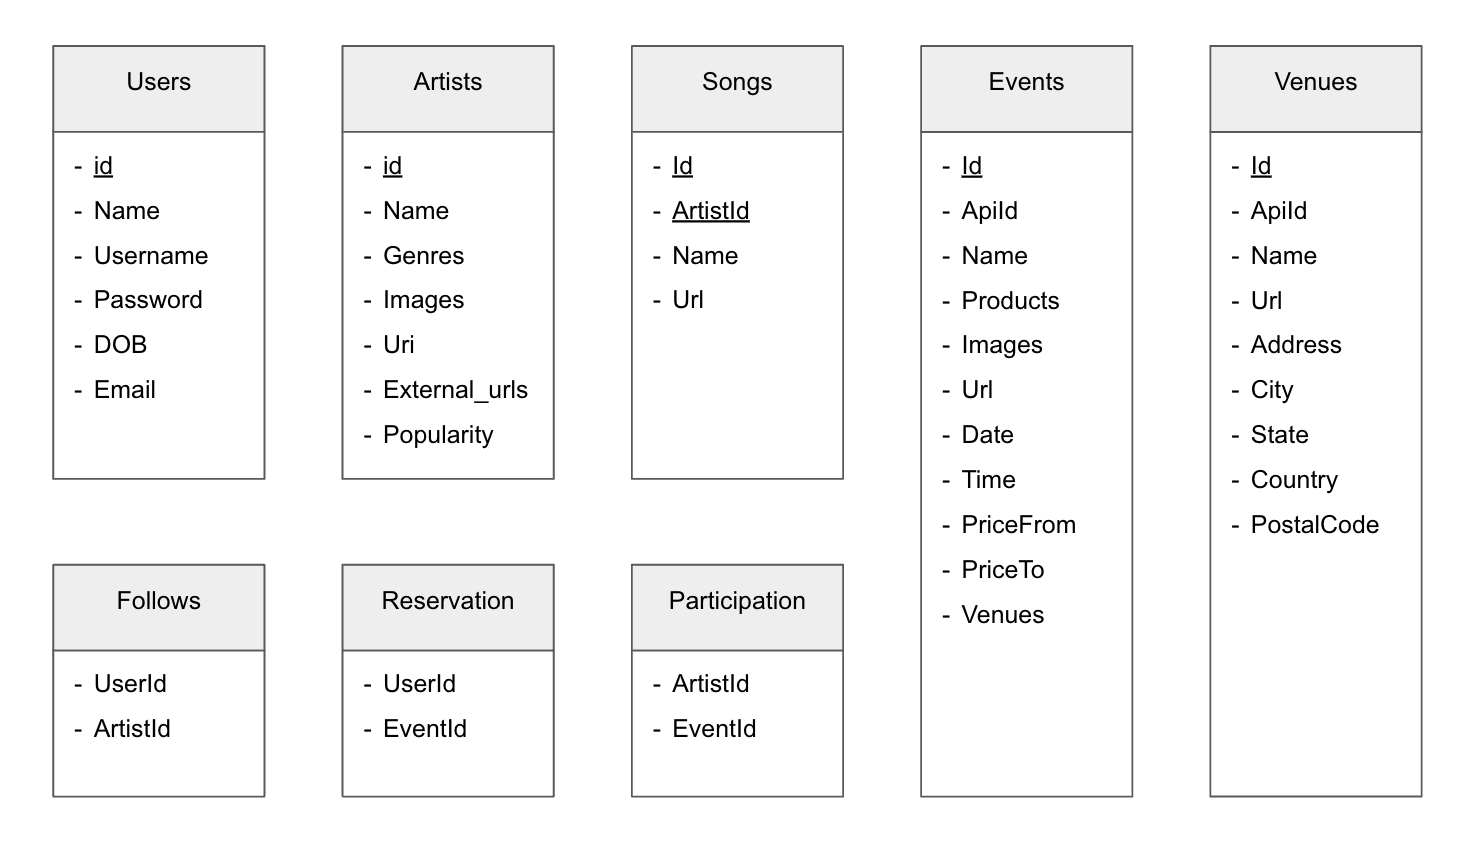 Users
- id
- Name
- Username
- Password
- DOB
- Email
Artists
- id
- Name
- Genres
- Images
- Uri
- External_urls
- Popularity
Songs
- Id
- ArtistId
- Name
- Url
Events
- Id
- ApiId
- Name
- Products
- Images
- Url
- Date
- Time
- PriceFrom
- PriceTo
- Venues
Venues
- Id
- ApiId
- Name
- Url
- Address
- City
- State
- Country
- PostalCode
Follows
- UserId
- ArtistId
Reservation
- UserId
- EventId
Participation
- ArtistId
- EventId